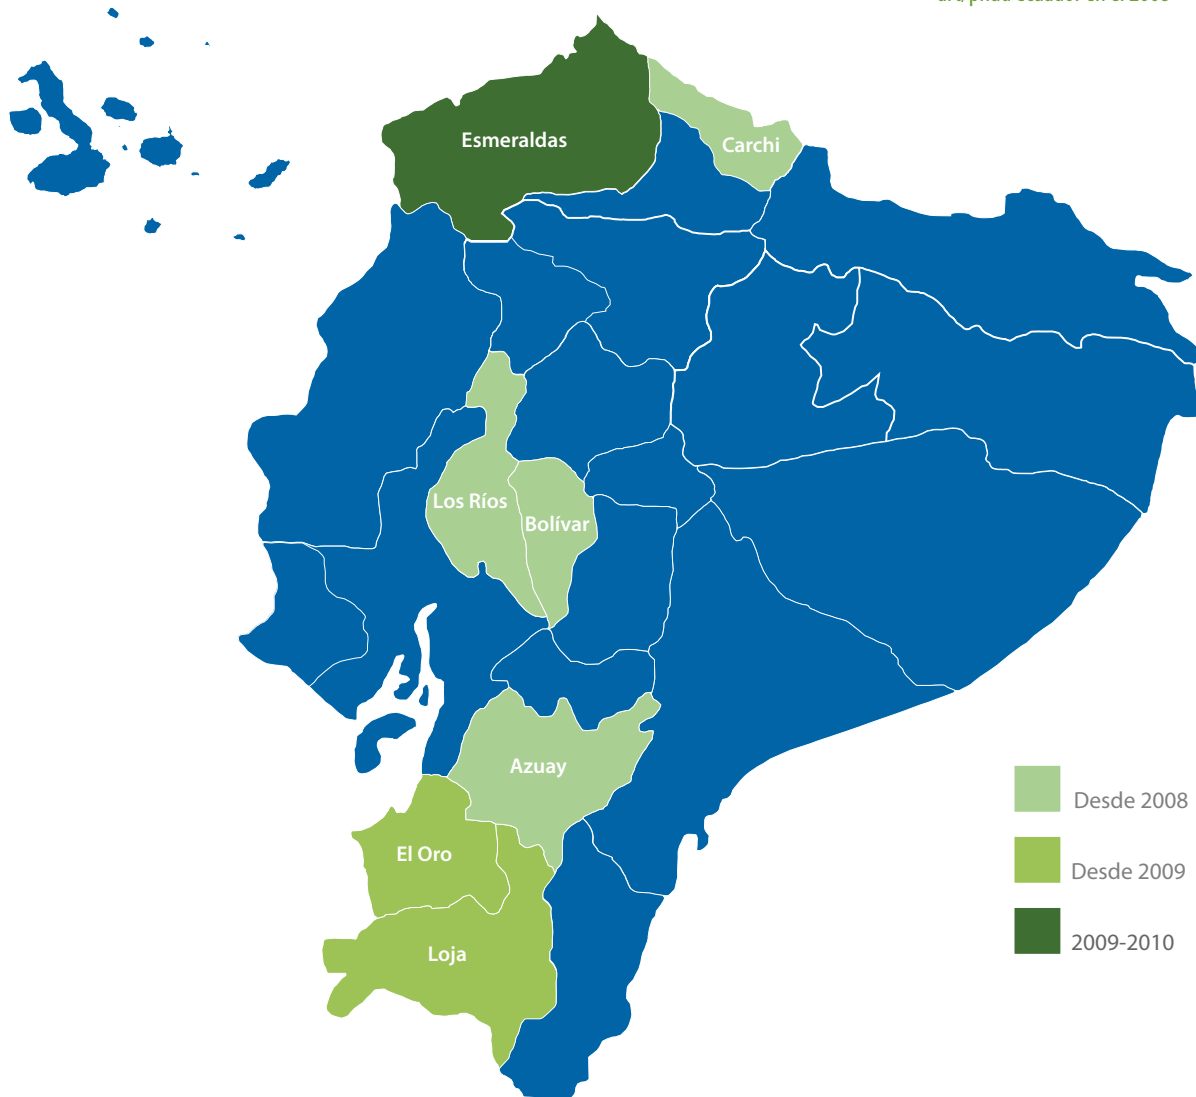 Esmeraldas
Carchi
Los Ríos
Bolívar
Azuay
El Oro
Loja
Desde 2008
Desde 2009
2009-2010